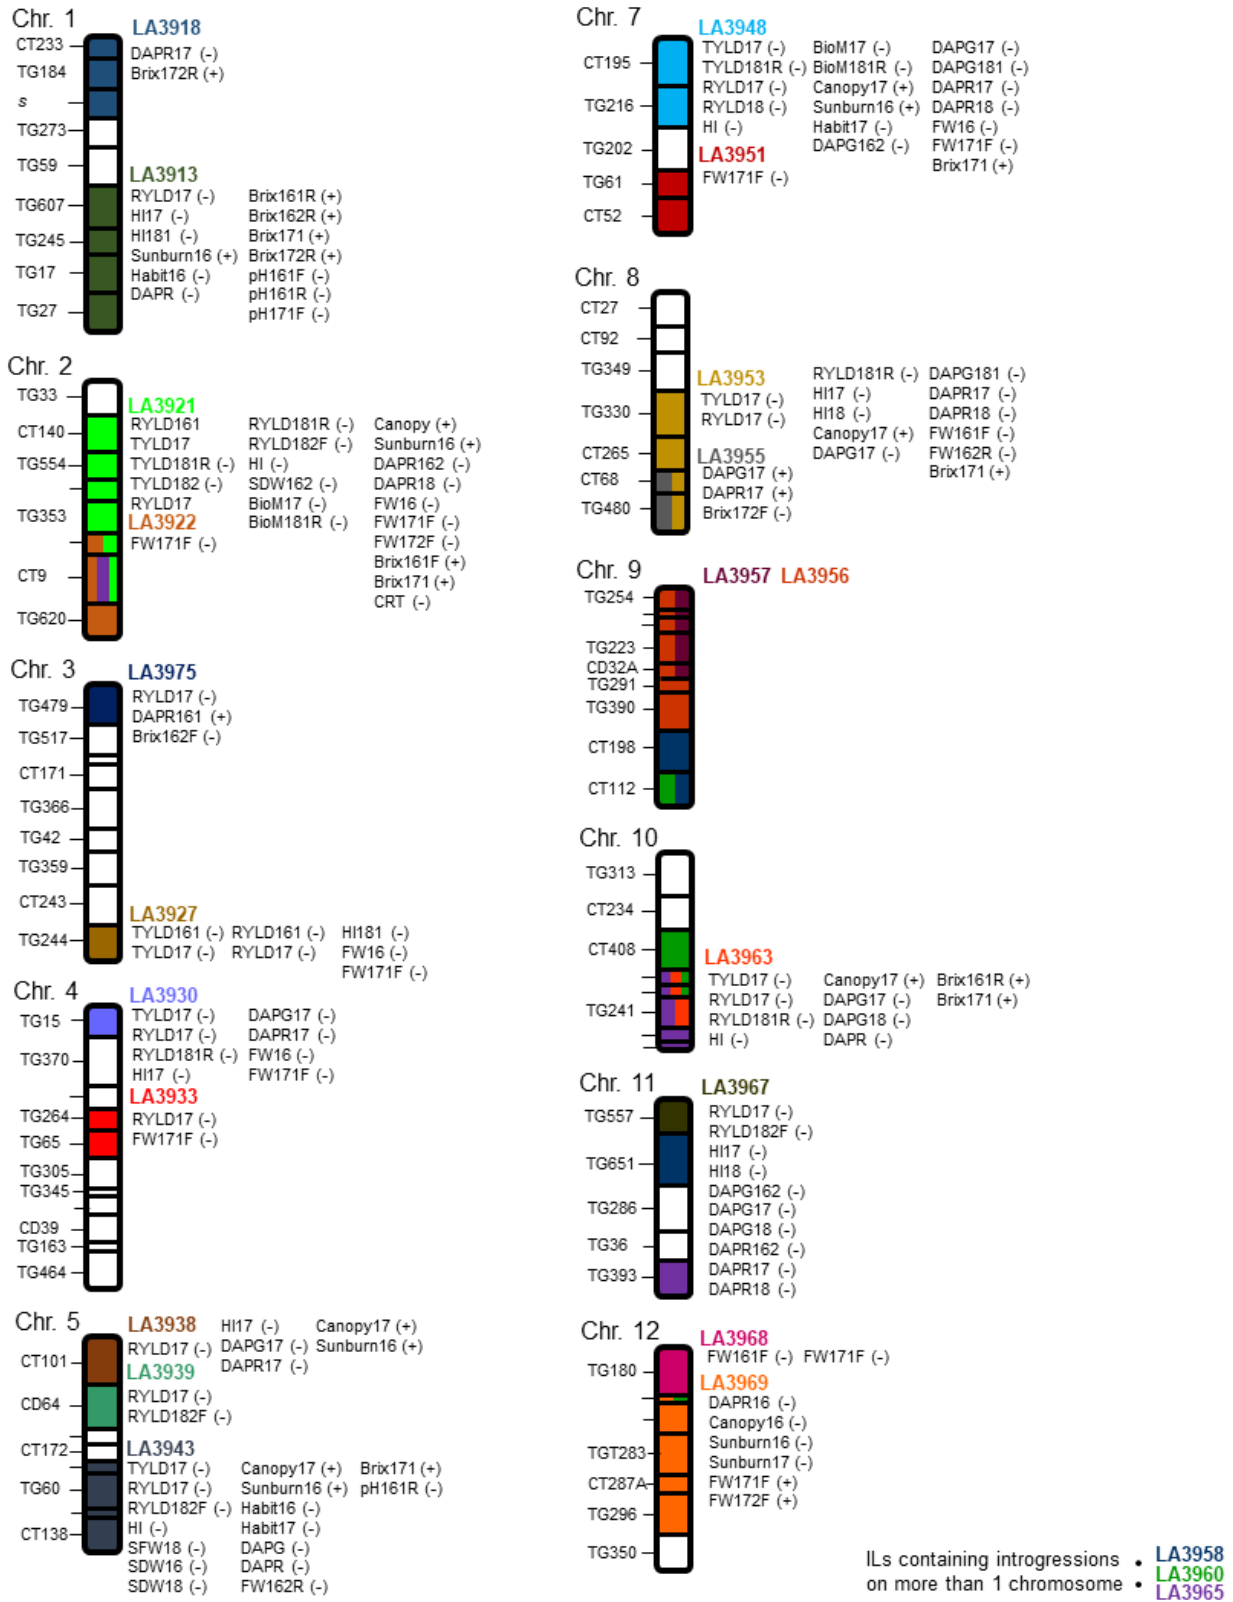 Chr. 1
LA3918
CT233
TG184
s
TG273
TG59
TG607
TG245
TG17
TG27
DAPR17 (-)
Brix172R (+)
LA3913
RYLD17 (-) Brix161R (+)
HI17 (-) Brix162R (+)
HI181 (-) Brix171 (+)
Sunburn16 (+) Brix172R (+)
Habit16 (-) pH161F (-)
DAPR (-) pH161R (-)
pH171F (-)
Chr. 2
TG33
CT140
TG554
TG353
CT9
TG620
LA3921
RYLD161 RYLD181R (-) Canopy (+)
TYLD17 RYLD182F (-) Sunburn16 (+)
TYLD181R (-) HI (-) DAPR162 (-)
TYLD182 (-) SDW162 (-) DAPR18 (-)
RYLD17 BioM17 (-) FW16 (-)
LA3922 BioM181R (-) FW171F (-)
FW171F (-) FW172F (-)
Brix161F (+)
Brix171 (+)
CRT (-)
Chr. 3
TG479
TG517
CT171
TG366
TG42
TG359
CT243
TG244
LA3975
RYLD17 (-)
DAPR161 (+)
Brix162F (-)
LA3927
TYLD161 (-) RYLD161 (-) HI181 (-)
TYLD17 (-) RYLD17 (-) FW16 (-)
FW171F (-)
Chr. 4
TG15
TG370
TG264
TG65
TG305
TG345
CD39
TG163
TG464
LA3930
TYLD17 (-) DAPG17 (-)
RYLD17 (-) DAPR17 (-)
RYLD181R (-) FW16 (-)
HI17 (-) FW171F (-)
LA3933
RYLD17 (-)
FW171F (-)
Chr. 5
CT101
CD64
CT172
TG60
CT138
LA3938 HI17 (-) Canopy17 (+)
RYLD17 (-) DAPG17 (-) Sunburn16 (+)
DAPR17 (-)
LA3939
RYLD17 (-)
RYLD182F (-)
LA3943
TYLD17 (-) Canopy17 (+) Brix171 (+)
RYLD17 (-) Sunburn16 (+) pH161R (-)
RYLD182F (-) Habit16 (-)
HI (-) Habit17 (-)
SFW18 (-) DAPG (-)
SDW16 (-) DAPR (-)
SDW18 (-) FW162R (-)
Chr. 7
CT195
TG216
TG202
TG61
CT52
LA3948
TYLD17 (-) BioM17 (-) DAPG17 (-)
TYLD181R (-) BioM181R (-) DAPG181 (-)
RYLD17 (-) Canopy17 (+) DAPR17 (-)
RYLD18 (-) Sunburn16 (+) DAPR18 (-)
HI (-) Habit17 (-) FW16 (-)
DAPG162 (-) FW171F (-)
Brix171 (+)
LA3951
FW171F (-)
Chr. 8
CT27
CT92
TG349
TG330
CT265
CT68
TG480
LA3953 RYLD181R (-) DAPG181 (-)
TYLD17 (-) HI17 (-) DAPR17 (-)
RYLD17 (-) HI18 (-) DAPR18 (-)
Canopy17 (+) FW161F (-)
DAPG17 (-) FW162R (-)
Brix171 (+)
LA3955
DAPG17 (+)
DAPR17 (+)
Brix172F (-)
Chr. 9
LA3957 LA3956
TG254
TG223
CD32A
TG291
TG390
CT198
CT112
Chr. 10
TG313
CT234
CT408
TG241
LA3963
TYLD17 (-) Canopy17 (+) Brix161R (+)
RYLD17 (-) DAPG17 (-) Brix171 (+)
RYLD181R (-) DAPG18 (-)
HI (-) DAPR (-)
Chr. 11
TG557
TG651
TG286
TG36
TG393
LA3967
RYLD17 (-)
RYLD182F (-)
HI17 (-)
HI18 (-)
DAPG162 (-)
DAPG17 (-)
DAPG18 (-)
DAPR162 (-)
DAPR17 (-)
DAPR18 (-)
Chr. 12
TG180
TGT283
CT287A
TG296
TG350
LA3968
FW161F (-) FW171F (-)
LA3969
DAPR16 (-)
Canopy16 (-)
Sunburn16 (-)
Sunburn17 (-)
FW171F (+)
FW172F (+)
ILs containing introgressions
on more than 1 chromosome
• LA3958
• LA3960
LA3965